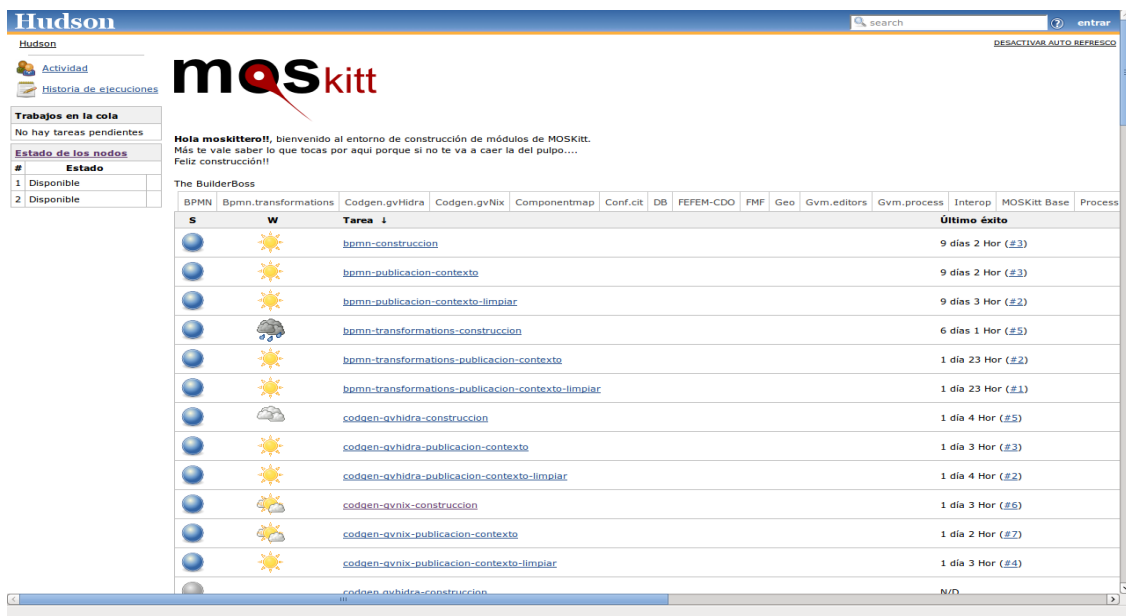 Hudson
search
entrar
Hudson
DESACTIVAR AUTO REFRESCO
Actividad
Historia de ejecuciones
Trabajos en la cola
No hay tareas pendientes
Estado de los nodos
# Estado
1 Disponible
2 Disponible
moskitt
Hola moskittero!!, bienvenido al entorno de construcción de módulos de MOSKitt.
Más te vale saber lo que tocas por aqui porque si no te va a caer la del pulpo....
Feliz construcción!!
The BuilderBoss
BPMN Bpmn.transformations Codgen.gvHidra Codgen.gvNix Componentmap Conf.cit DB FEFEM-CDO FMF Geo Gvm.editors Gvm.process Interop MOSKitt Base Process
S W Tarea ↓ Último éxito
bpmn-construccion 9 días 2 Hor (#3)
bpmn-publicacion-contexto 9 días 2 Hor (#3)
bpmn-publicacion-contexto-limpiar 9 días 3 Hor (#2)
bpmn-transformations-construccion 6 días 1 Hor (#5)
bpmn-transformations-publicacion-contexto 1 día 23 Hor (#2)
bpmn-transformations-publicacion-contexto-limpiar 1 día 23 Hor (#1)
codgen-gvhidra-construccion 1 día 4 Hor (#5)
codgen-gvhidra-publicacion-contexto 1 día 3 Hor (#3)
codgen-gvhidra-publicacion-contexto-limpiar 1 día 4 Hor (#2)
codgen-gvnix-construccion 1 día 3 Hor (#6)
codgen-gvnix-publicacion-contexto 1 día 2 Hor (#7)
codgen-gvnix-publicacion-contexto-limpiar 1 día 3 Hor (#4)
codgen.gvhidra-construccion N/D